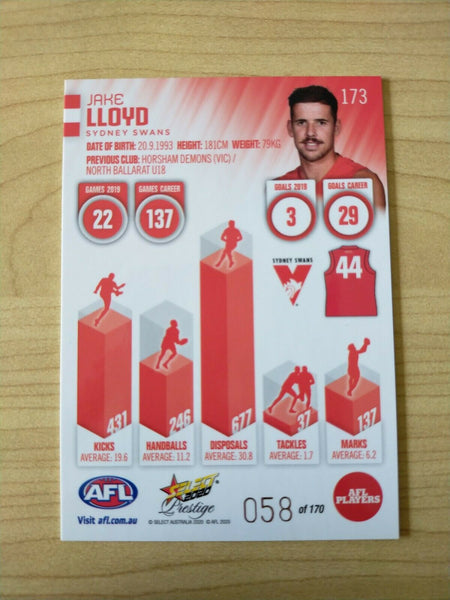 JAKE
LLOYD
173
SYDNEY SWANS
DATE OF BIRTH: 20.9.1993 HEIGHT: 181CM WEIGHT: 79KG
PREVIOUS CLUB: HORSHAM DEMONS (VIC) /
NORTH BALLARAT U18
GAMES 2019
22
GAMES CAREER
137
GOALS 2019
3
GOALS CAREER
29
SYDNEY SWANS
44
431
KICKS
AVERAGE: 19.6
246
HANDBALLS
AVERAGE: 11.2
677
DISPOSALS
AVERAGE: 30.8
37
TACKLES
AVERAGE: 1.7
137
MARKS
AVERAGE: 6.2
AFL
Visit afl.com.au
SELECT
2020
Prestige
© SELECT AUSTRALIA 2020 © AFL 2020
058 of 170
AFL
PLAYERS